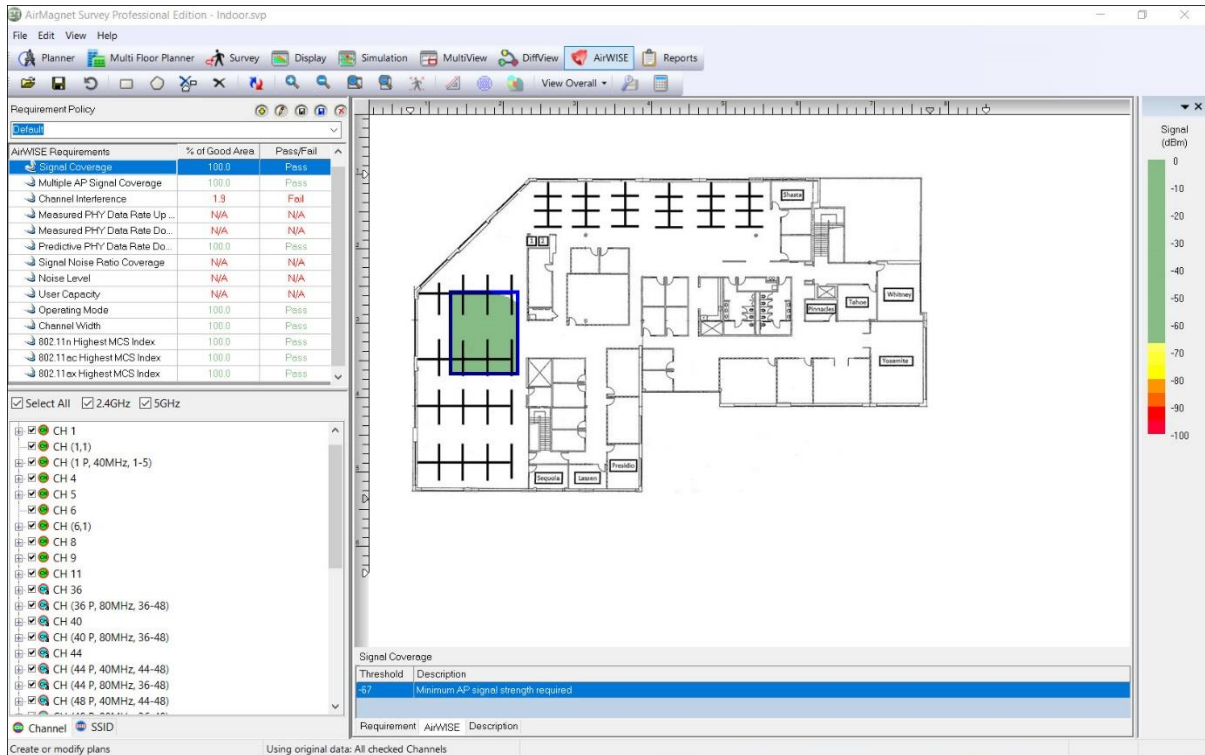 AirMagnet Survey Professional Edition - Indoor.svp
File Edit View Help
Planner Multi Floor Planner Survey Display Simulation MultiView DiffView AirWISE Reports
View Overall
Requirement Policy
Default
AirWISE Requirements % of Good Area Pass/Fail
Signal Coverage 100.0 Pass
Multiple AP Signal Coverage 100.0 Pass
Channel Interference 1.9 Fail
Measured PHY Data Rate Up ... N/A N/A
Measured PHY Data Rate Do... N/A N/A
Predictive PHY Data Rate Do... 100.0 Pass
Signal Noise Ratio Coverage N/A N/A
Noise Level N/A N/A
User Capacity N/A N/A
Operating Mode 100.0 Pass
Channel Width 100.0 Pass
802.11n Highest MCS Index 100.0 Pass
802.11ac Highest MCS Index 100.0 Pass
802.11ax Highest MCS Index 100.0 Pass
Select All 2.4GHz 5GHz
CH 1
CH (1,1)
CH (1 P, 40MHz, 1-5)
CH 4
CH 5
CH 6
CH (6,1)
CH 8
CH 9
CH 11
CH 36
CH (36 P, 80MHz, 36-48)
CH 40
CH (40 P, 80MHz, 36-48)
CH 44
CH (44 P, 40MHz, 44-48)
CH (44 P, 80MHz, 36-48)
CH (48 P, 40MHz, 44-48)
Channel SSID
Shasta
1 2
Whitney
Tahoe
Pinnacles
Yosemite
Presidio
Sequoia Lassen
Signal
(dBm)
0
-10
-20
-30
-40
-50
-60
-70
-80
-90
-100
Signal Coverage
Threshold Description
-67 Minimum AP signal strength required
Requirement AirWISE Description
Create or modify plans Using original data: All checked Channels